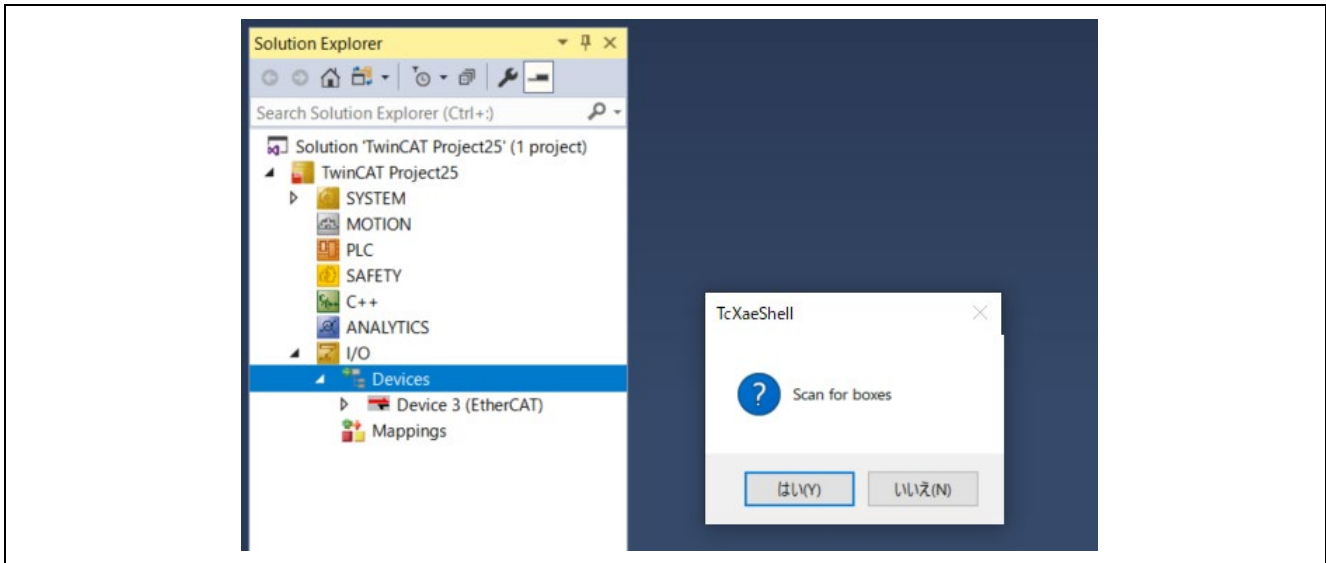 Solution Explorer
Search Solution Explorer (Ctrl+:)
Solution 'TwinCAT Project25' (1 project)
TwinCAT Project25
SYSTEM
MOTION
PLC
SAFETY
C++
ANALYTICS
I/O
Devices
Device 3 (EtherCAT)
Mappings
TcXaeShell
Scan for boxes
はい(Y)
いいえ(N)